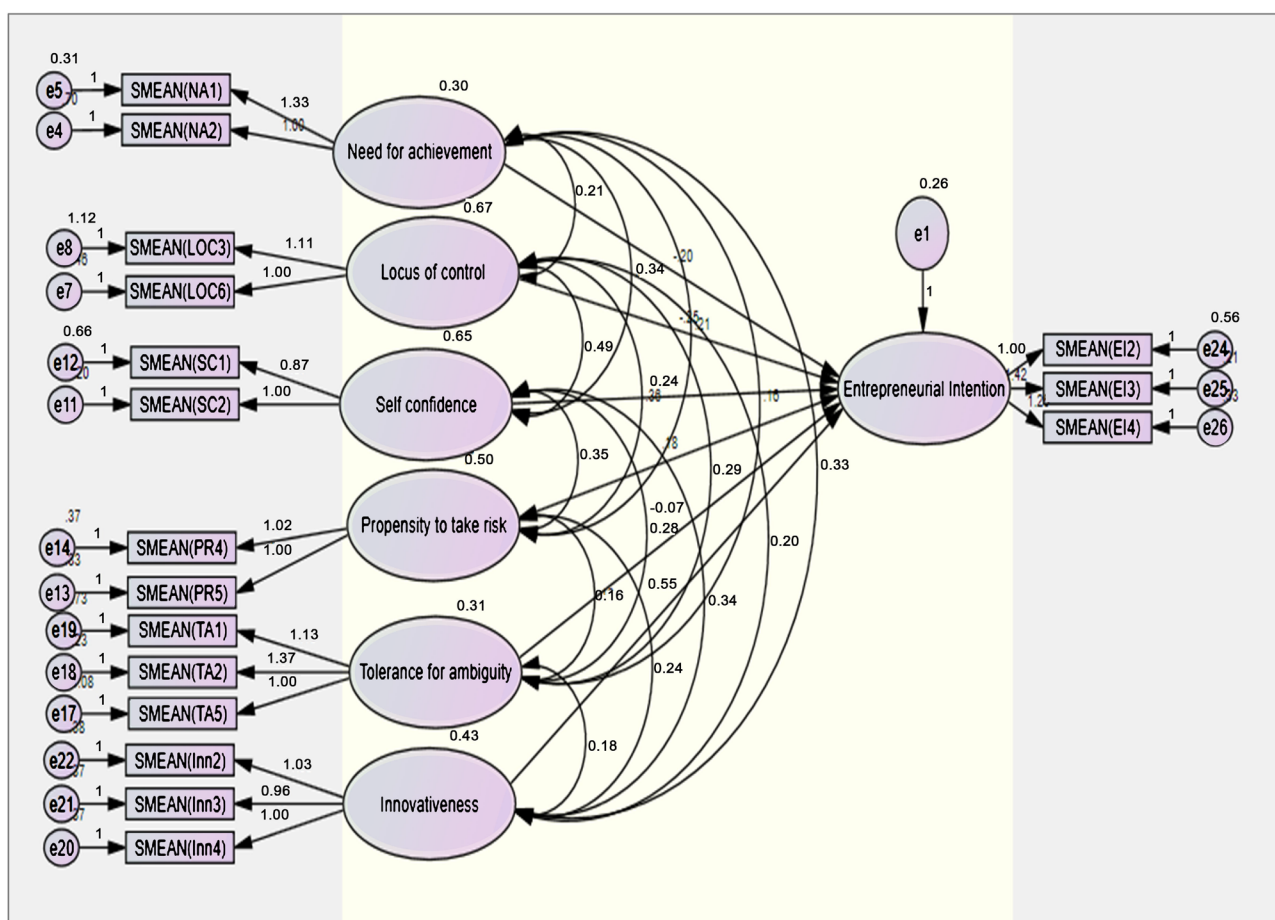 0.31
e5
1
SMEAN(NA1)
1.33
0.30
e4
1
SMEAN(NA2)
1.00
Need for achievement
0.21
0.67
1.12
e8
1
SMEAN(LOC3)
1.11
e7
1
SMEAN(LOC6)
1.00
Locus of control
0.34
-.20
0.26
e1
1
0.66
e12
1
SMEAN(SC1)
0.87
0.65
.20
e11
1
SMEAN(SC2)
1.00
Self confidence
0.49
.21
0.24
.16
Entrepreneurial Intention
1.00
SMEAN(EI2)
1
0.56
e24
SMEAN(EI3)
1
e25
SMEAN(EI4)
1
e26
0.50
0.35
.18
0.29
0.33
.37
e14
1
SMEAN(PR4)
1.02
e13
1
SMEAN(PR5)
1.00
Propensity to take risk
-0.07
0.28
0.20
e19
1
SMEAN(TA1)
1.13
0.31
0.16
0.55
0.34
e18
1
SMEAN(TA2)
1.37
e17
1
SMEAN(TA5)
1.00
Tolerance for ambiguity
0.24
0.43
0.18
e22
1
SMEAN(Inn2)
1.03
e21
1
SMEAN(Inn3)
0.96
e20
1
SMEAN(Inn4)
1.00
Innovativeness